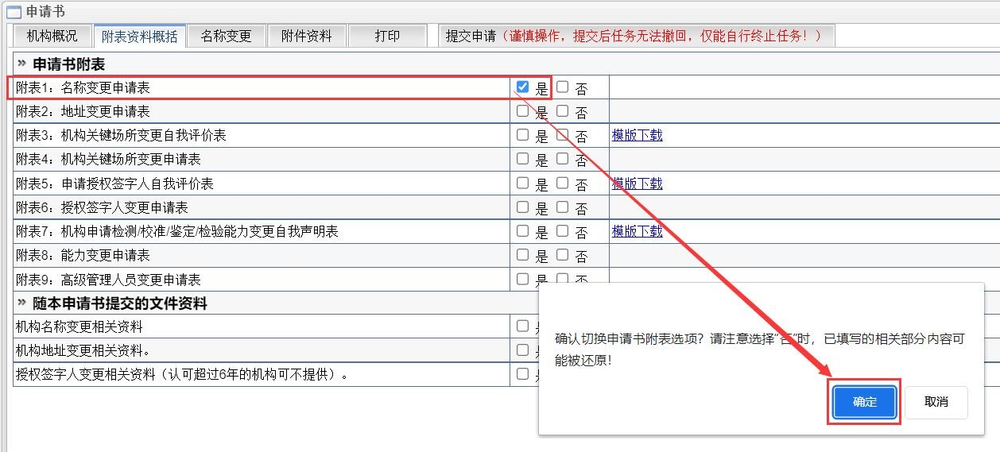 申请书
机构概况 附表资料概括 名称变更 附件资料 打印 提交申请（谨慎操作，提交后任务无法撤回，仅能自行终止任务！）
» 申请书附表
附表1：名称变更申请表 是 否
附表2：地址变更申请表 是 否
附表3：机构关键场所变更自我评价表 是 否 模版下载
附表4：机构关键场所变更申请表 是 否
附表5：申请授权签字人自我评价表 是 否 模版下载
附表6：授权签字人变更申请表 是 否
附表7：机构申请检测/校准/鉴定/检验能力变更自我声明表 是 否 模版下载
附表8：能力变更申请表 是 否
附表9：高级管理人员变更申请表 是 否
» 随本申请书提交的文件资料
机构名称变更相关资料
机构地址变更相关资料。
授权签字人变更相关资料（认可超过6年的机构可不提供）。
确认切换申请书附表选项？请注意选择“否”时，已填写的相关部分内容可
能被还原！
确定 取消